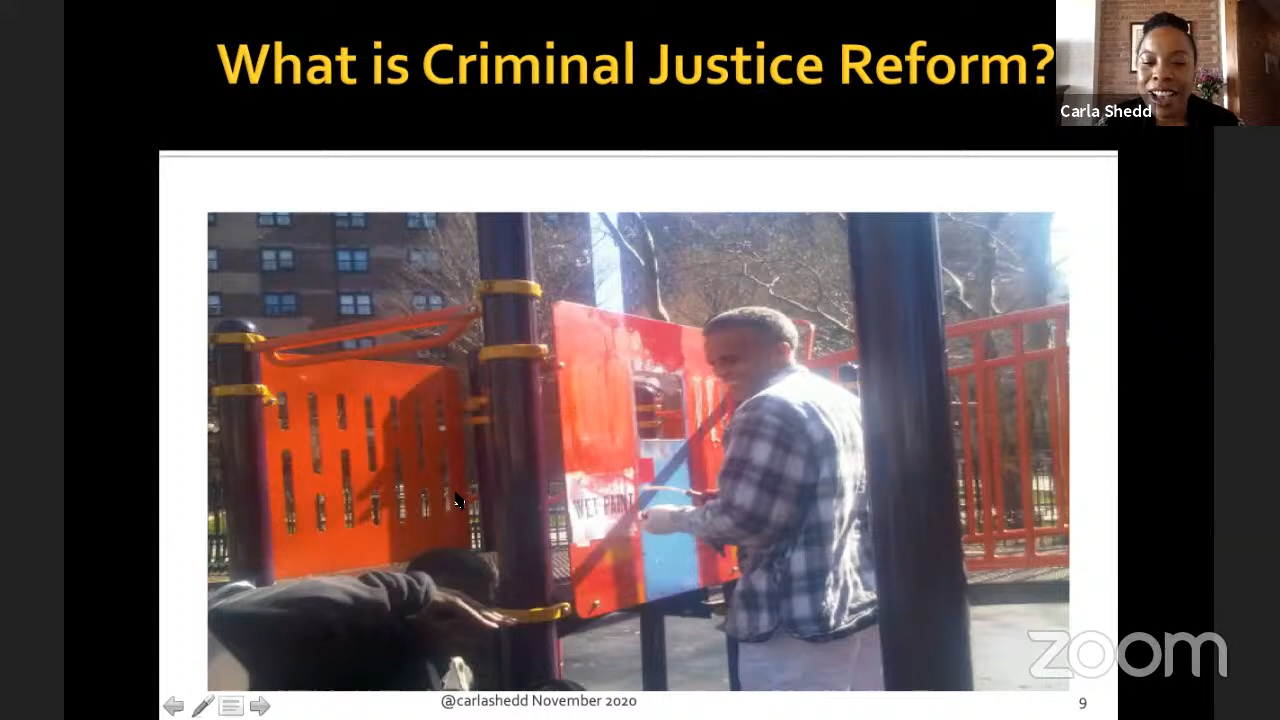 What is Criminal Justice Reform?
Carla Shedd
WET PAINT
zoom
@carlashedd November 2020
9